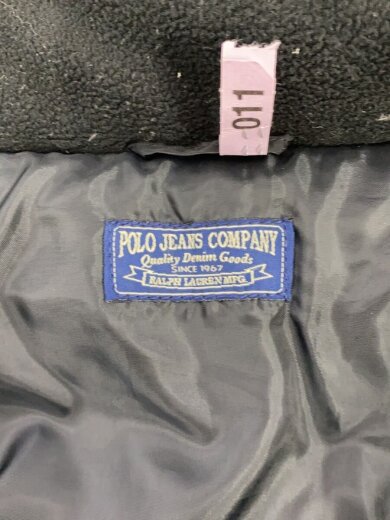 011
POLO JEANS COMPANY
Quality Denim Goods
SINCE 1967
RALPH LAUREN MFG.